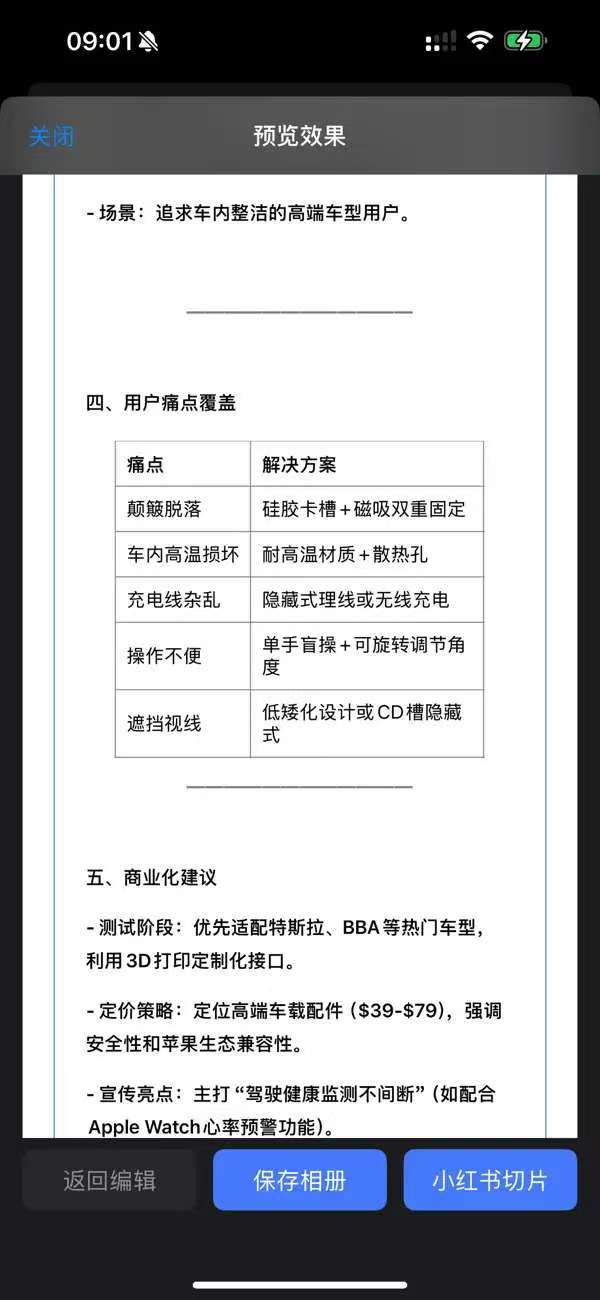 09:01
关闭
预览效果
- 场景：追求车内整洁的高端车型用户。
————————————
四、用户痛点覆盖
痛点 解决方案
颠簸脱落 硅胶卡槽+磁吸双重固定
车内高温损坏 耐高温材质+散热孔
充电线杂乱 隐藏式理线或无线充电
操作不便 单手盲操+可旋转调节角
度
遮挡视线 低矮化设计或CD槽隐藏
式
————————————
五、商业化建议
- 测试阶段：优先适配特斯拉、BBA等热门车型，
利用3D打印定制化接口。
- 定价策略：定位高端车载配件（$39-$79），强调
安全性和苹果生态兼容性。
- 宣传亮点：主打“驾驶健康监测不间断”（如配合
Apple Watch心率预警功能）。
返回编辑
保存相册
小红书切片